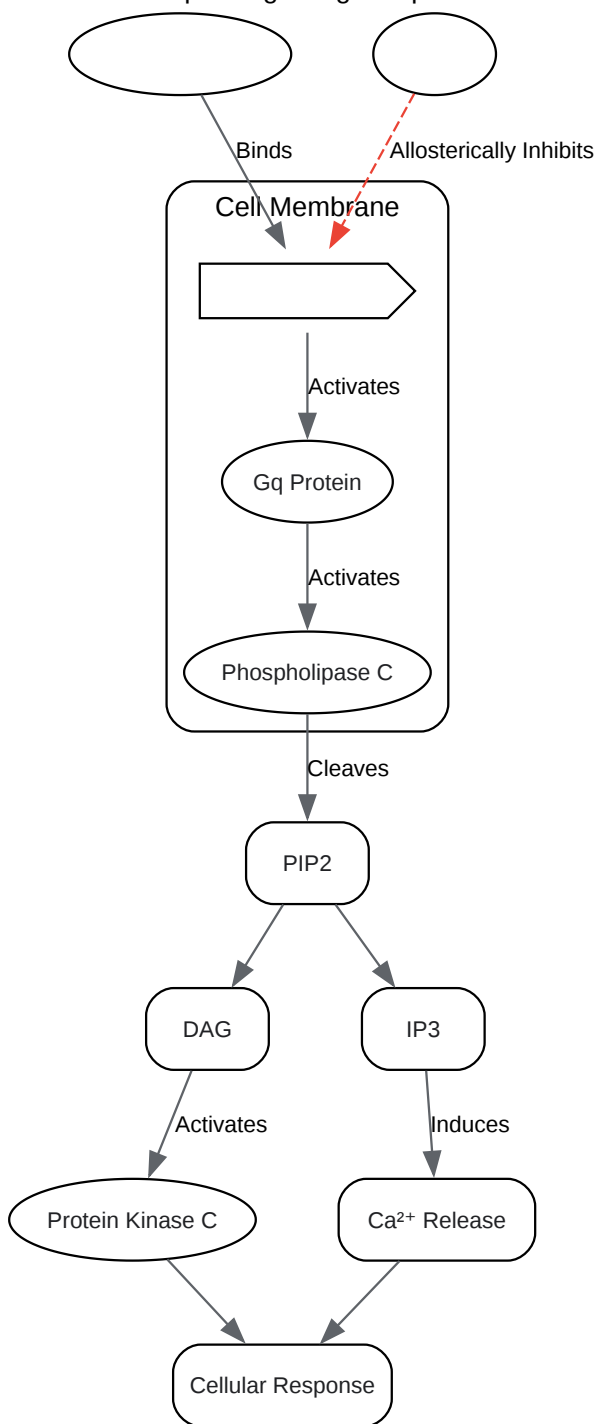 Binds
Allosterically Inhibits
Cell Membrane
Activates
Gq Protein
Activates
Phospholipase C
Cleaves
PIP2
DAG
IP3
Activates
Induces
Protein Kinase C
Ca²⁺ Release
Cellular Response